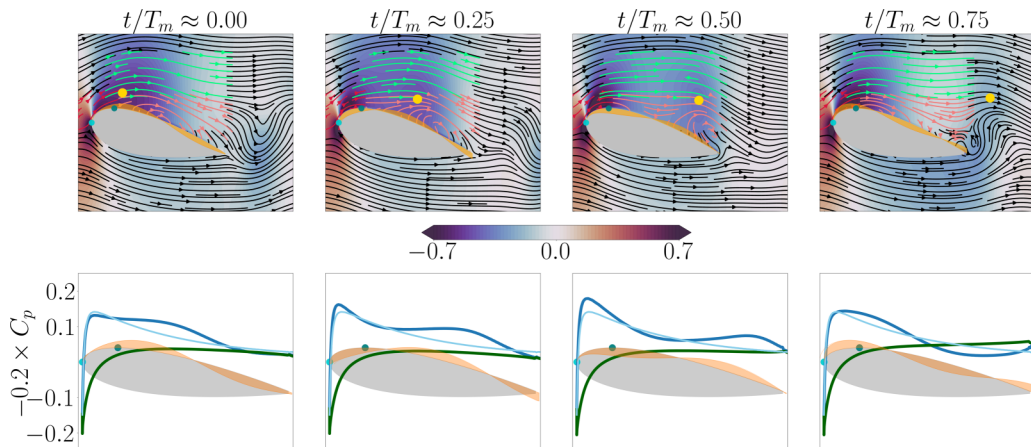 t/T_m ≈ 0.00
t/T_m ≈ 0.25
t/T_m ≈ 0.50
t/T_m ≈ 0.75
−0.7
0.0
0.7
−0.2 × C_p
0.2
0.1
−0.1
−0.2